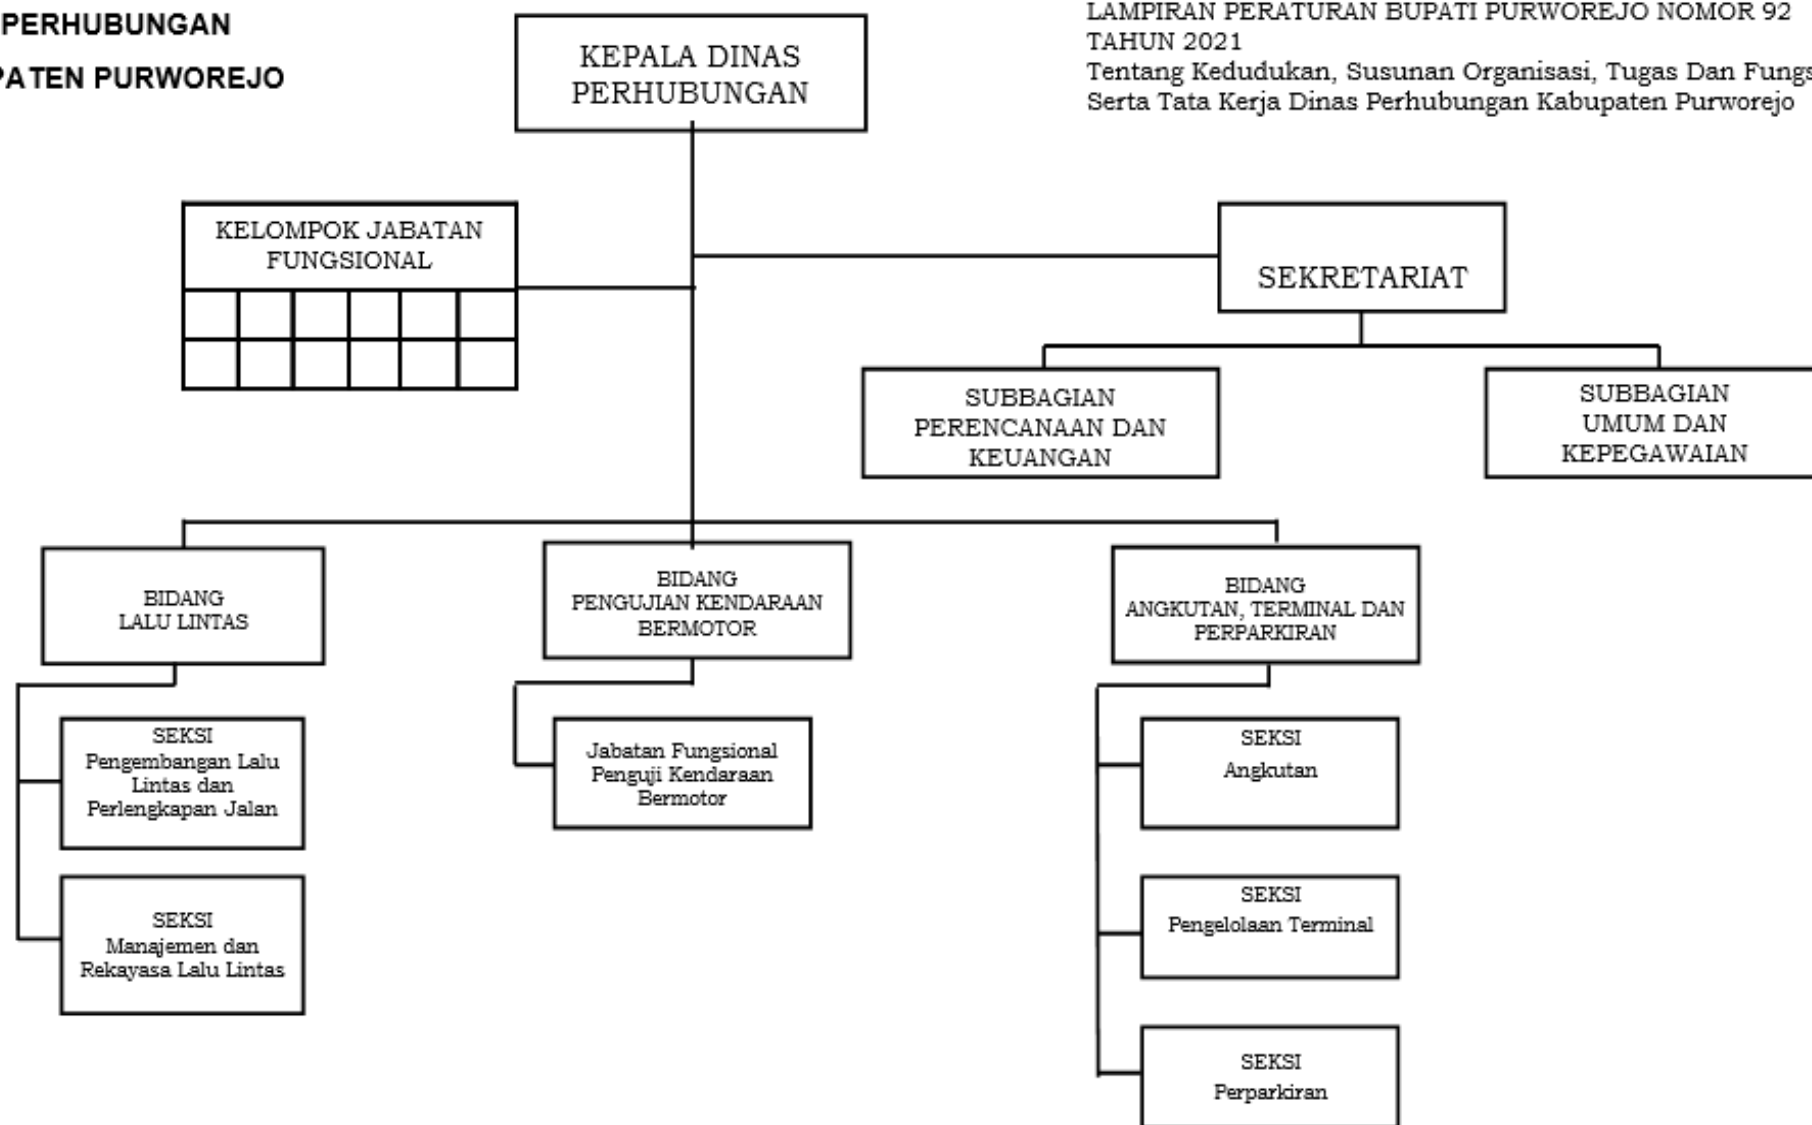 PERHUBUNGAN
PATEN PURWOREJO
KEPALA DINAS
PERHUBUNGAN
LAMPIRAN PERATURAN BUPATI PURWOREJO NOMOR 92
TAHUN 2021
Tentang Kedudukan, Susunan Organisasi, Tugas Dan Fungs
Serta Tata Kerja Dinas Perhubungan Kabupaten Purworejo
KELOMPOK JABATAN
FUNGSIONAL
SEKRETARIAT
SUBBAGIAN
PERENCANAAN DAN
KEUANGAN
SUBBAGIAN
UMUM DAN
KEPEGAWAIAN
BIDANG
LALU LINTAS
BIDANG
PENGUJIAN KENDARAAN
BERMOTOR
BIDANG
ANGKUTAN, TERMINAL DAN
PERPARKIRAN
SEKSI
Pengembangan Lalu
Lintas dan
Perlengkapan Jalan
Jabatan Fungsional
Penguji Kendaraan
Bermotor
SEKSI
Angkutan
SEKSI
Manajemen dan
Rekayasa Lalu Lintas
SEKSI
Pengelolaan Terminal
SEKSI
Perparkiran